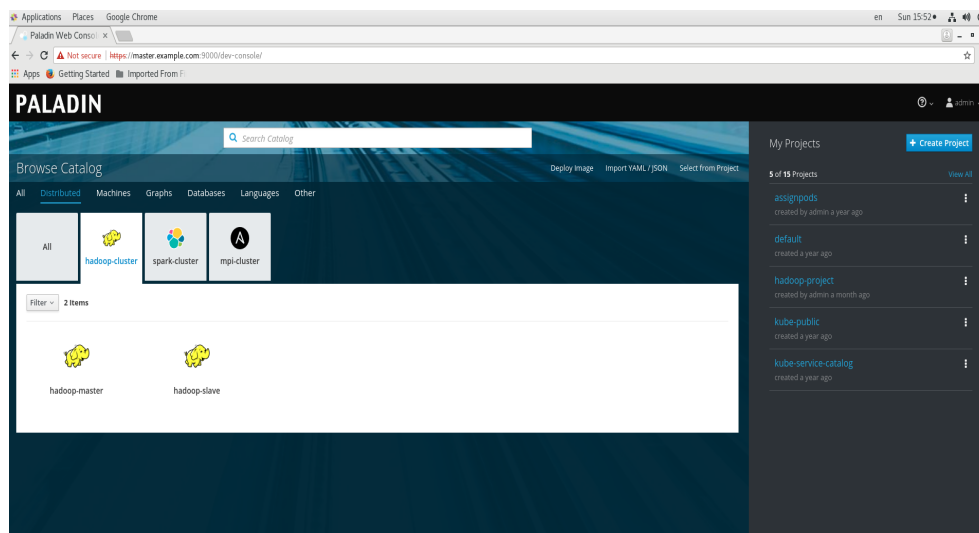 Applications Places Google Chrome en Sun 15:52
Paladin Web Consol
Not secure https://master.example.com:9000/dev-console/
Apps Getting Started Imported From F
PALADIN
admin
Search Catalog
Browse Catalog
Deploy Image Import YAML / JSON Select from Project
All Distributed Machines Graphs Databases Languages Other
All hadoop-cluster spark-cluster mpi-cluster
Filter 2 Items
hadoop-master hadoop-slave
My Projects
+ Create Project
5 of 15 Projects View All
assignpods
created by admin a year ago
default
created a year ago
hadoop-project
created by admin a month ago
kube-public
created a year ago
kube-service-catalog
created a year ago